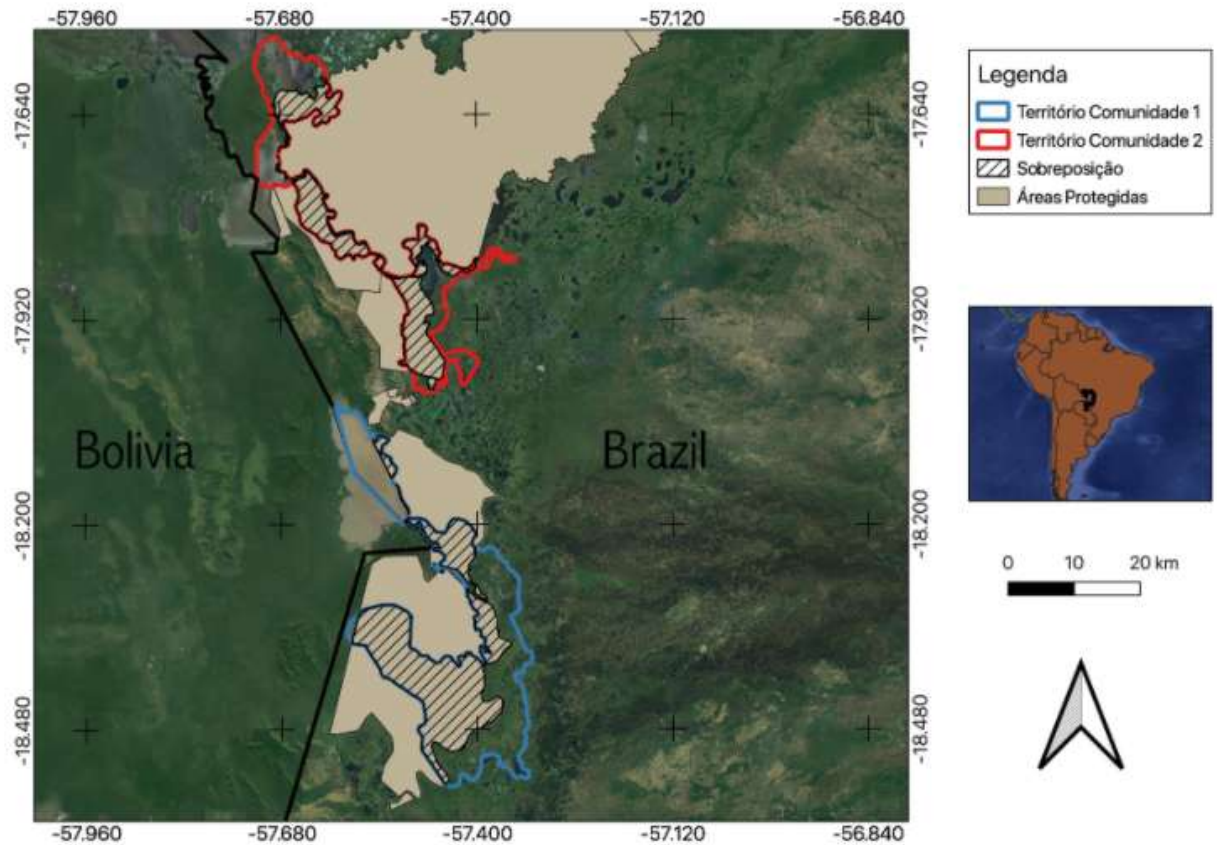 -57.960 -57.680 -57.400 -57.120 -56.840
-17.640 -17.640
-17.920 -17.920
Bolivia Brazil
-18.200 -18.200
-18.480 -18.480
-57.960 -57.680 -57.400 -57.120 -56.840
Legenda
Território Comunidade 1
Território Comunidade 2
Sobreposição
Áreas Protegidas
0 10 20 km